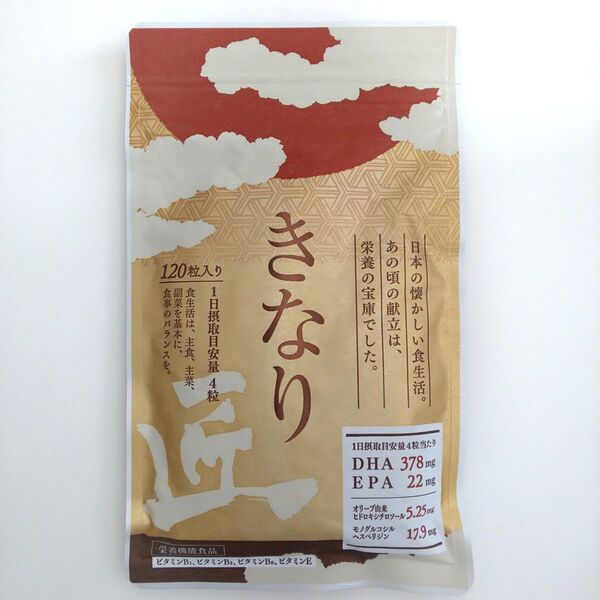 きなり
日本の懐かしい食生活。
あの頃の献立は、
栄養の宝庫でした。
120粒入り
1日摂取目安量 4粒
食生活は、主食、主菜、
副菜を基本に、
食事のバランスを。
匠
1日摂取目安量4粒当たり
DHA 378mg
EPA 22mg
オリーブ由来
ヒドロキシチロソール 5.25mg
モノグルコシル
ヘスペリジン 17.9mg
栄養機能食品
ビタミンB1、ビタミンB2、ビタミンB6、ビタミンE